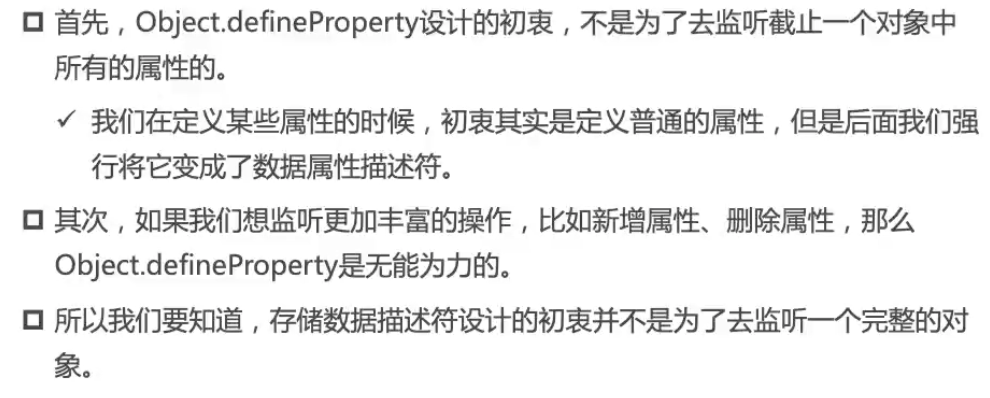 首先，Object.defineProperty设计的初衷，不是为了去监听截止一个对象中
所有的属性的。
✓ 我们在定义某些属性的时候，初衷其实是定义普通的属性，但是后面我们强
行将它变成了数据属性描述符。
其次，如果我们想监听更加丰富的操作，比如新增属性、删除属性，那么
Object.defineProperty是无能为力的。
所以我们要知道，存储数据描述符设计的初衷并不是为了去监听一个完整的对
象。